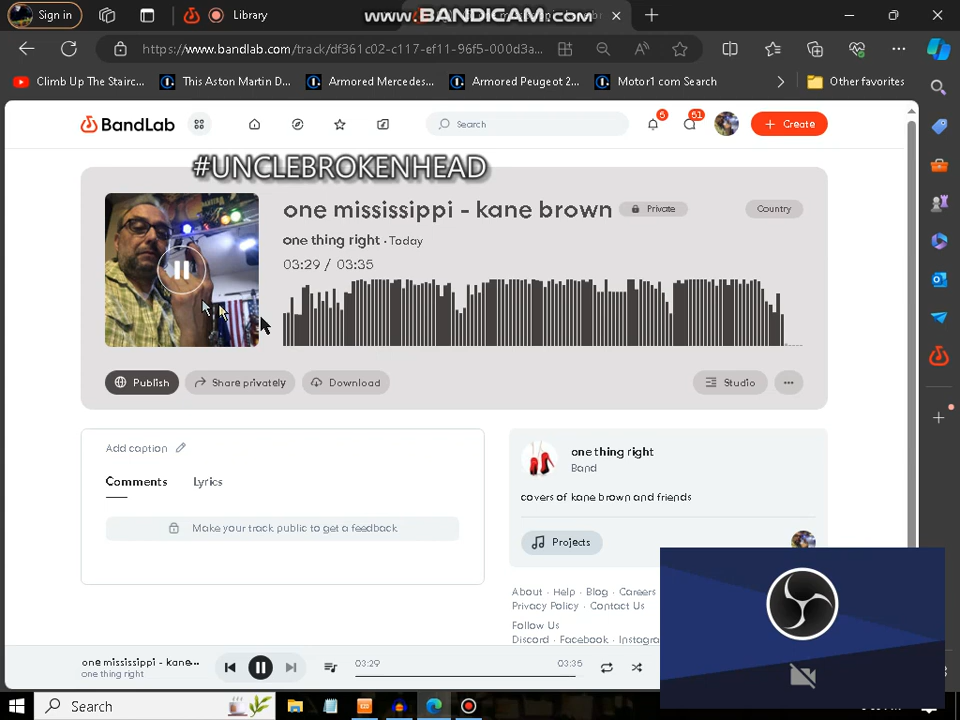 Sign in
Library
www.BANDICAM.com
https://www.bandlab.com/track/df361c02-c117-ef11-96f5-000d3a...
Climb Up The Stairc...
This Aston Martin D...
Armored Mercedes...
Armored Peugeot 2...
Motor1 com Search
Other favorites
BandLab
Search
5
51
Create
#UNCLEBROKENHEAD
one mississippi - kane brown
Private
Country
one thing right · Today
03:29 / 03:35
Publish
Share privately
Download
Studio
Add caption
Comments
Lyrics
Make your track public to get a feedback.
one thing right
Band
covers of kane brown and friends
Projects
About · Help · Blog · Careers
Privacy Policy · Contact Us
Follow Us
Discord · Facebook · Instagra
one mississippi - kane...
one thing right
03:29
03:35
Search